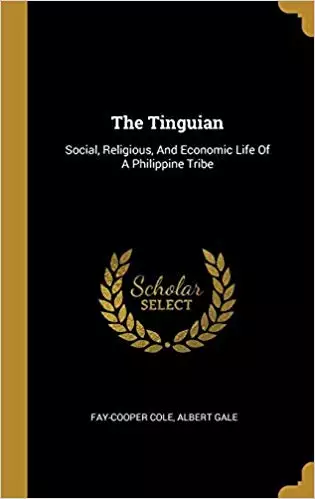 The Tinguian
Social, Religious, And Economic Life Of
A Philippine Tribe
Scholar
SELECT
FAY-COOPER COLE, ALBERT GALE